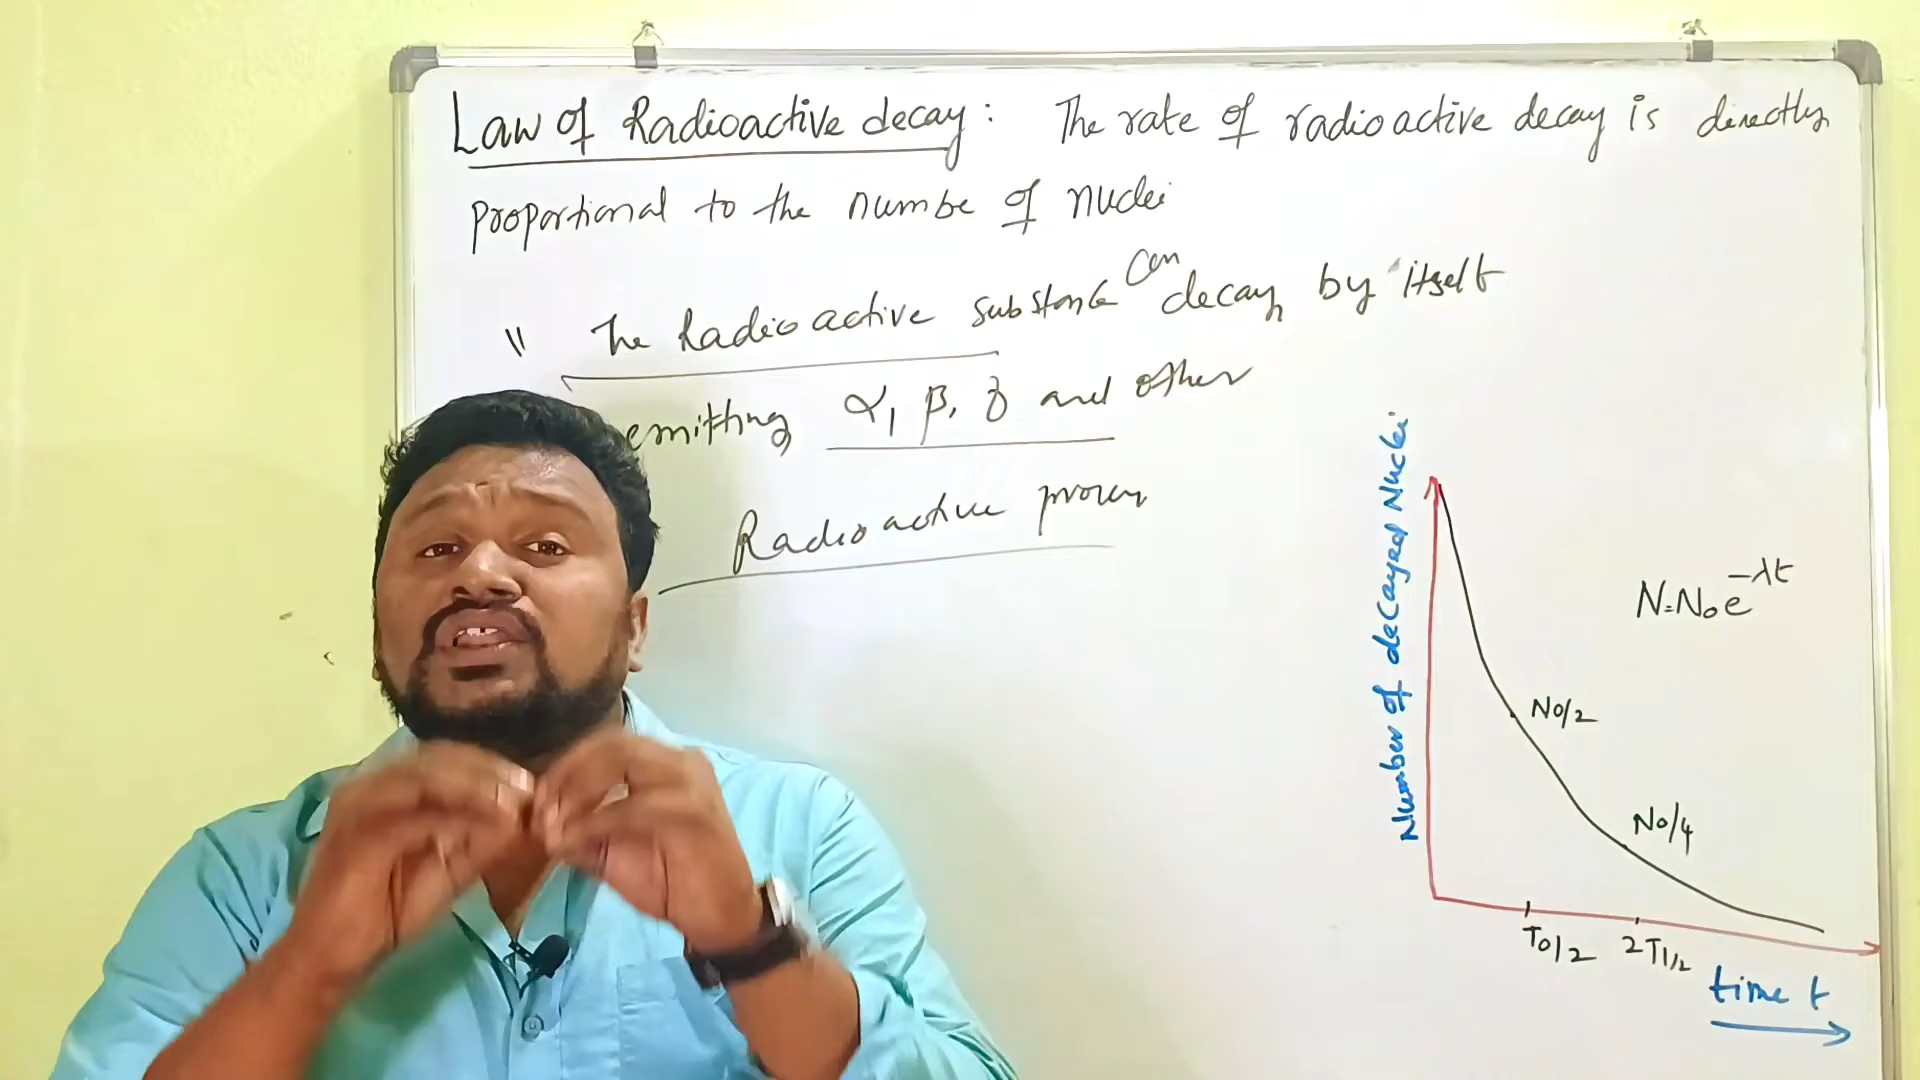 Law of Radioactive decay: The rate of radioactive decay is directly
proportional to the numbe of nuclei
" The Radioactive substance can decay by itself
emitting α, β, γ and other
Radioactive process
Number of decayed Nuclei
N=N₀e^-λt
N0/2
N0/4
T0/2
2T1/2
time t